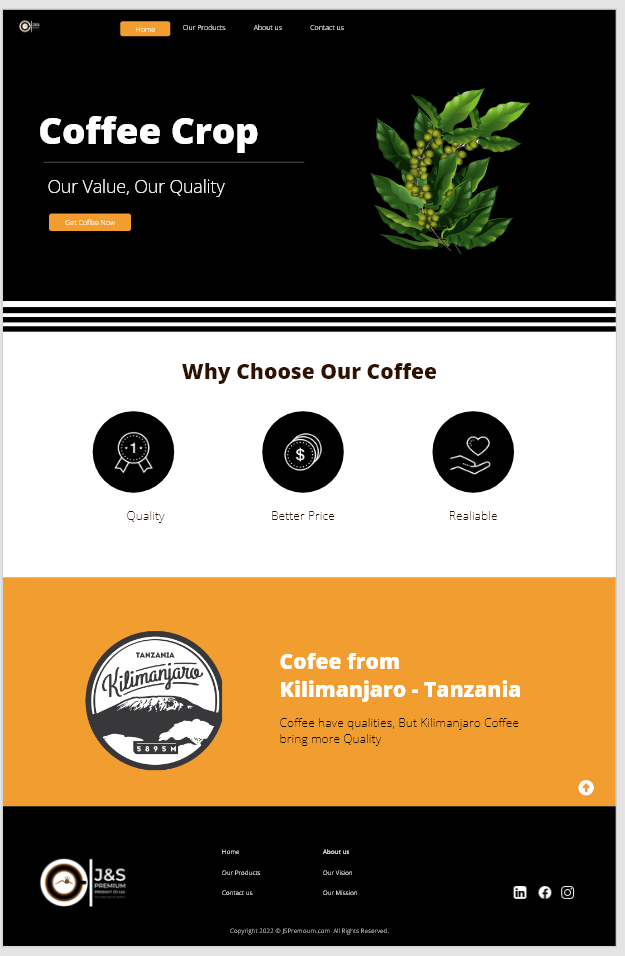 Home Our Products About us Contact us
Coffee Crop
Our Value, Our Quality
Get Coffee Now
Why Choose Our Coffee
1
$
Quality Better Price Realiable
TANZANIA
Kilimanjaro
5895M
Cofee from
Kilimanjaro - Tanzania
Coffee have qualities, But Kilimanjaro Coffee
bring more Quality
Home About us
Our Products Our Vision
Contact us Our Mission
J&S
PREMIUM
PRODUCT (T) Ltd
Copyright 2022 © JSPremoum.com All Rights Reserved.